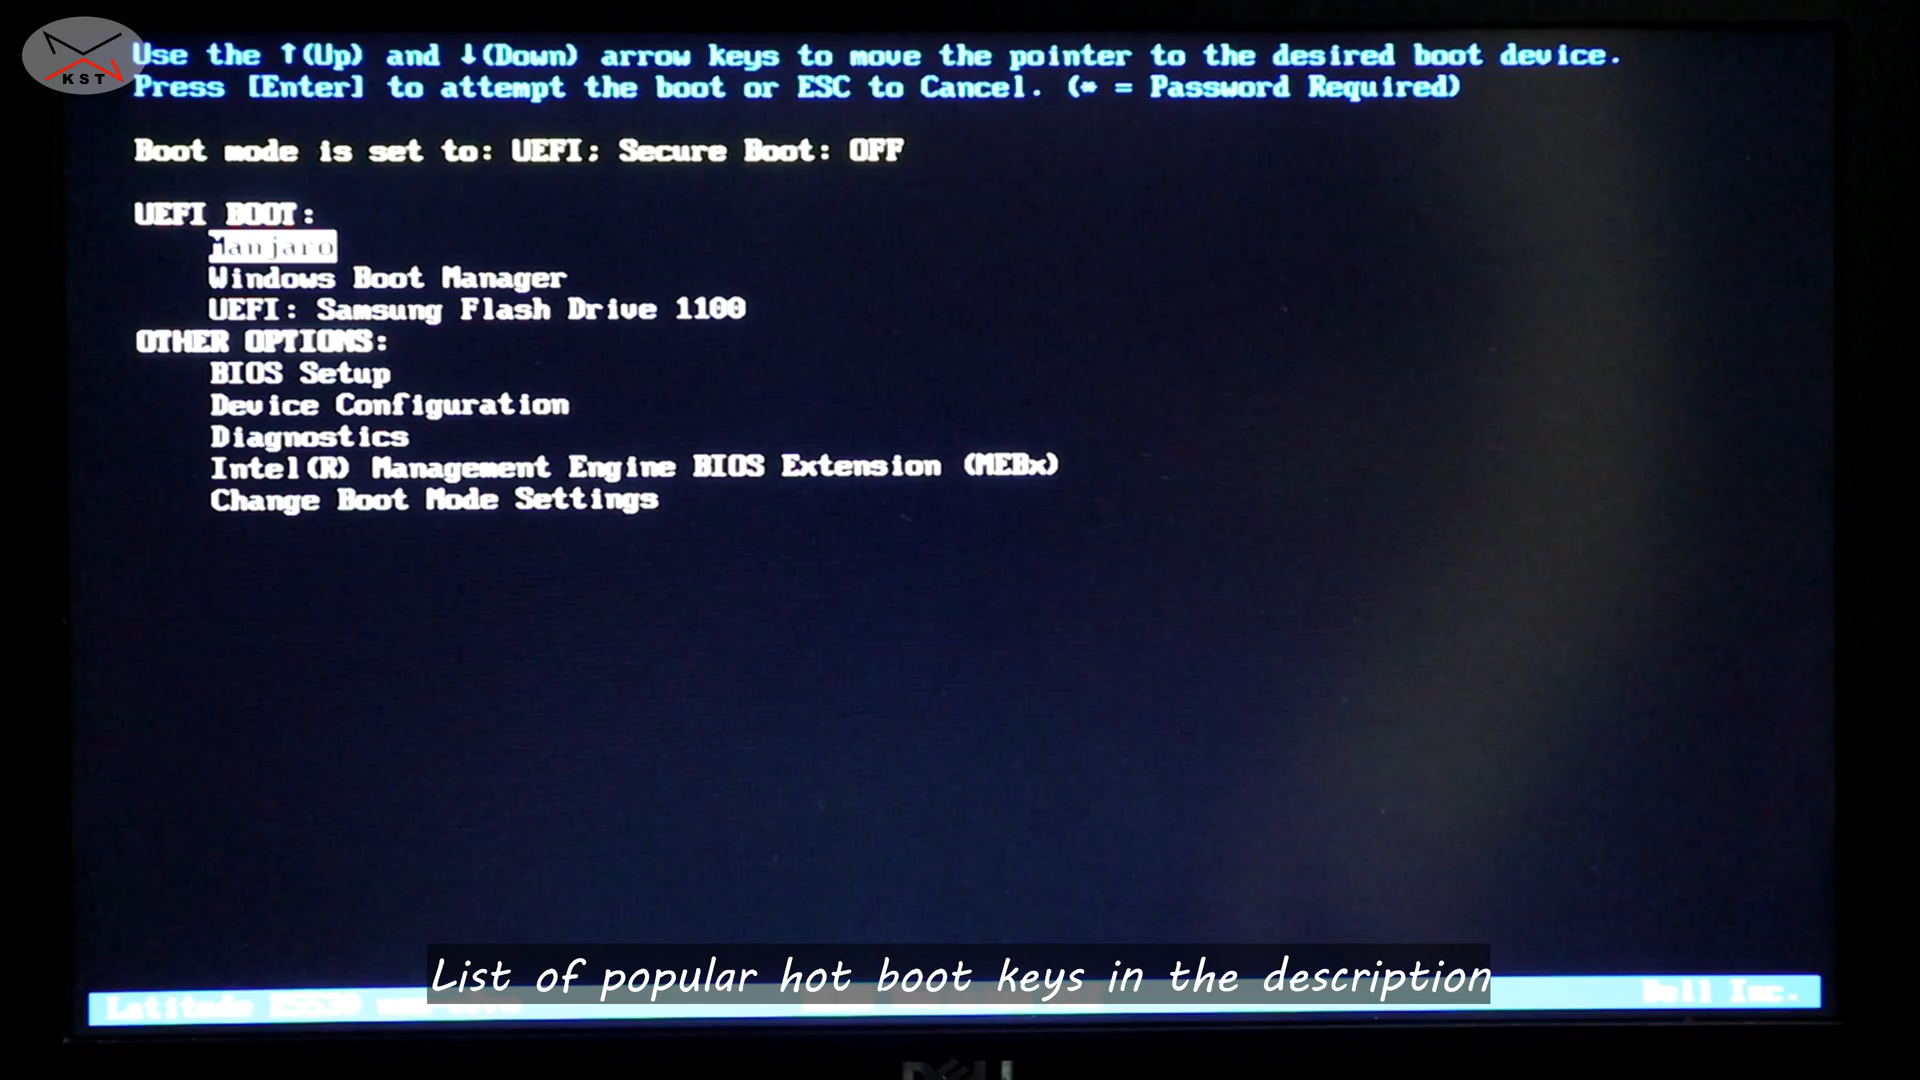 KST
Use the ↑(Up) and ↓(Down) arrow keys to move the pointer to the desired boot device.
Press [Enter] to attempt the boot or ESC to Cancel. (* = Password Required)
Boot mode is set to: UEFI; Secure Boot: OFF
UEFI BOOT:
Manjaro
Windows Boot Manager
UEFI: Samsung Flash Drive 1100
OTHER OPTIONS:
BIOS Setup
Device Configuration
Diagnostics
Intel(R) Management Engine BIOS Extension (MEBx)
Change Boot Mode Settings
List of popular hot boot keys in the description
Latitude
Dell Inc.
DELL